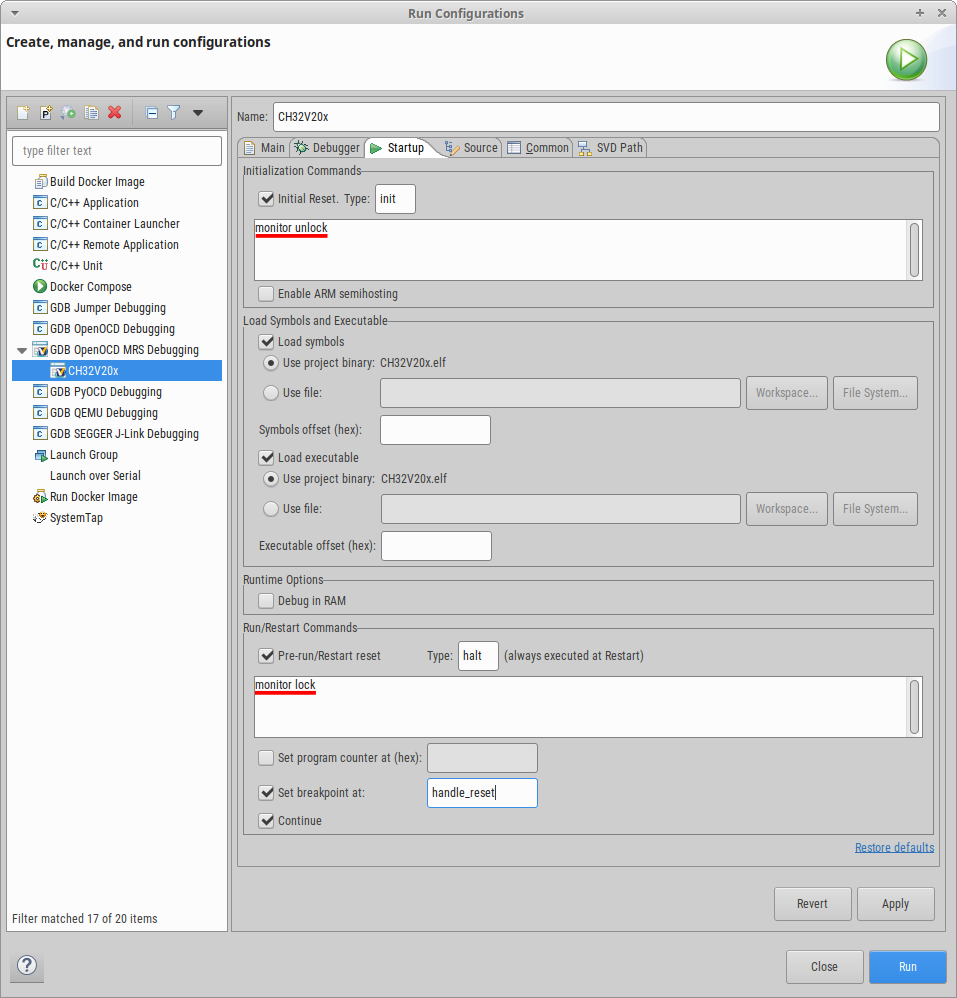 Run Configurations
Create, manage, and run configurations
type filter text
Build Docker Image
C/C++ Application
C/C++ Container Launcher
C/C++ Remote Application
C/C++ Unit
Docker Compose
GDB Jumper Debugging
GDB OpenOCD Debugging
GDB OpenOCD MRS Debugging
CH32V20x
GDB PyOCD Debugging
GDB QEMU Debugging
GDB SEGGER J-Link Debugging
Launch Group
Launch over Serial
Run Docker Image
SystemTap
Filter matched 17 of 20 items
Name: CH32V20x
Main Debugger Startup Source Common SVD Path
Initialization Commands
Initial Reset. Type: init
monitor unlock
Enable ARM semihosting
Load Symbols and Executable
Load symbols
Use project binary: CH32V20x.elf
Use file: Workspace... File System...
Symbols offset (hex):
Load executable
Use project binary: CH32V20x.elf
Use file: Workspace... File System...
Executable offset (hex):
Runtime Options
Debug in RAM
Run/Restart Commands
Pre-run/Restart reset Type: halt (always executed at Restart)
monitor lock
Set program counter at (hex):
Set breakpoint at: handle_reset
Continue
Restore defaults
Revert Apply
? Close Run